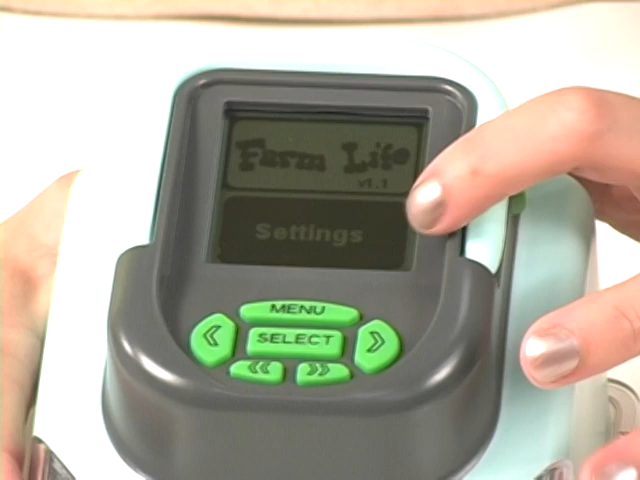 Farm Life
v1.1
Settings
MENU
< SELECT >
<< >>